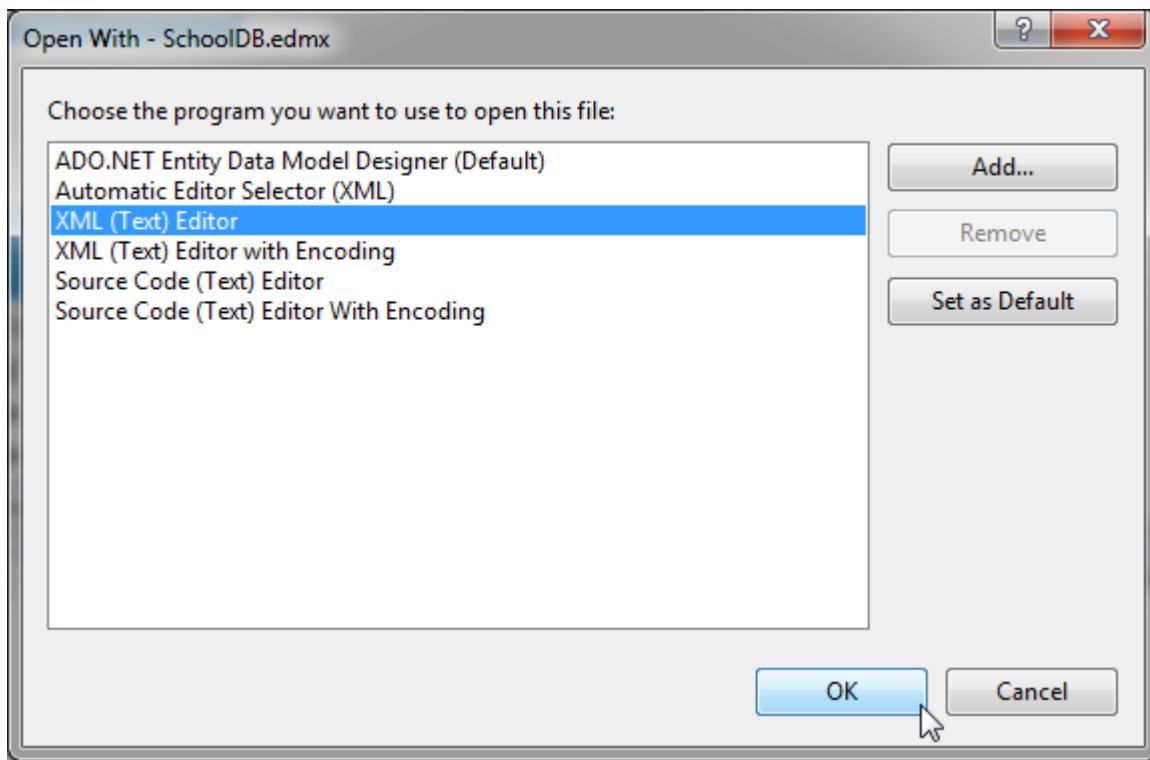 Open With - SchoolDB.edmx
Choose the program you want to use to open this file:
ADO.NET Entity Data Model Designer (Default)
Automatic Editor Selector (XML)
XML (Text) Editor
XML (Text) Editor with Encoding
Source Code (Text) Editor
Source Code (Text) Editor With Encoding
Add...
Remove
Set as Default
OK
Cancel